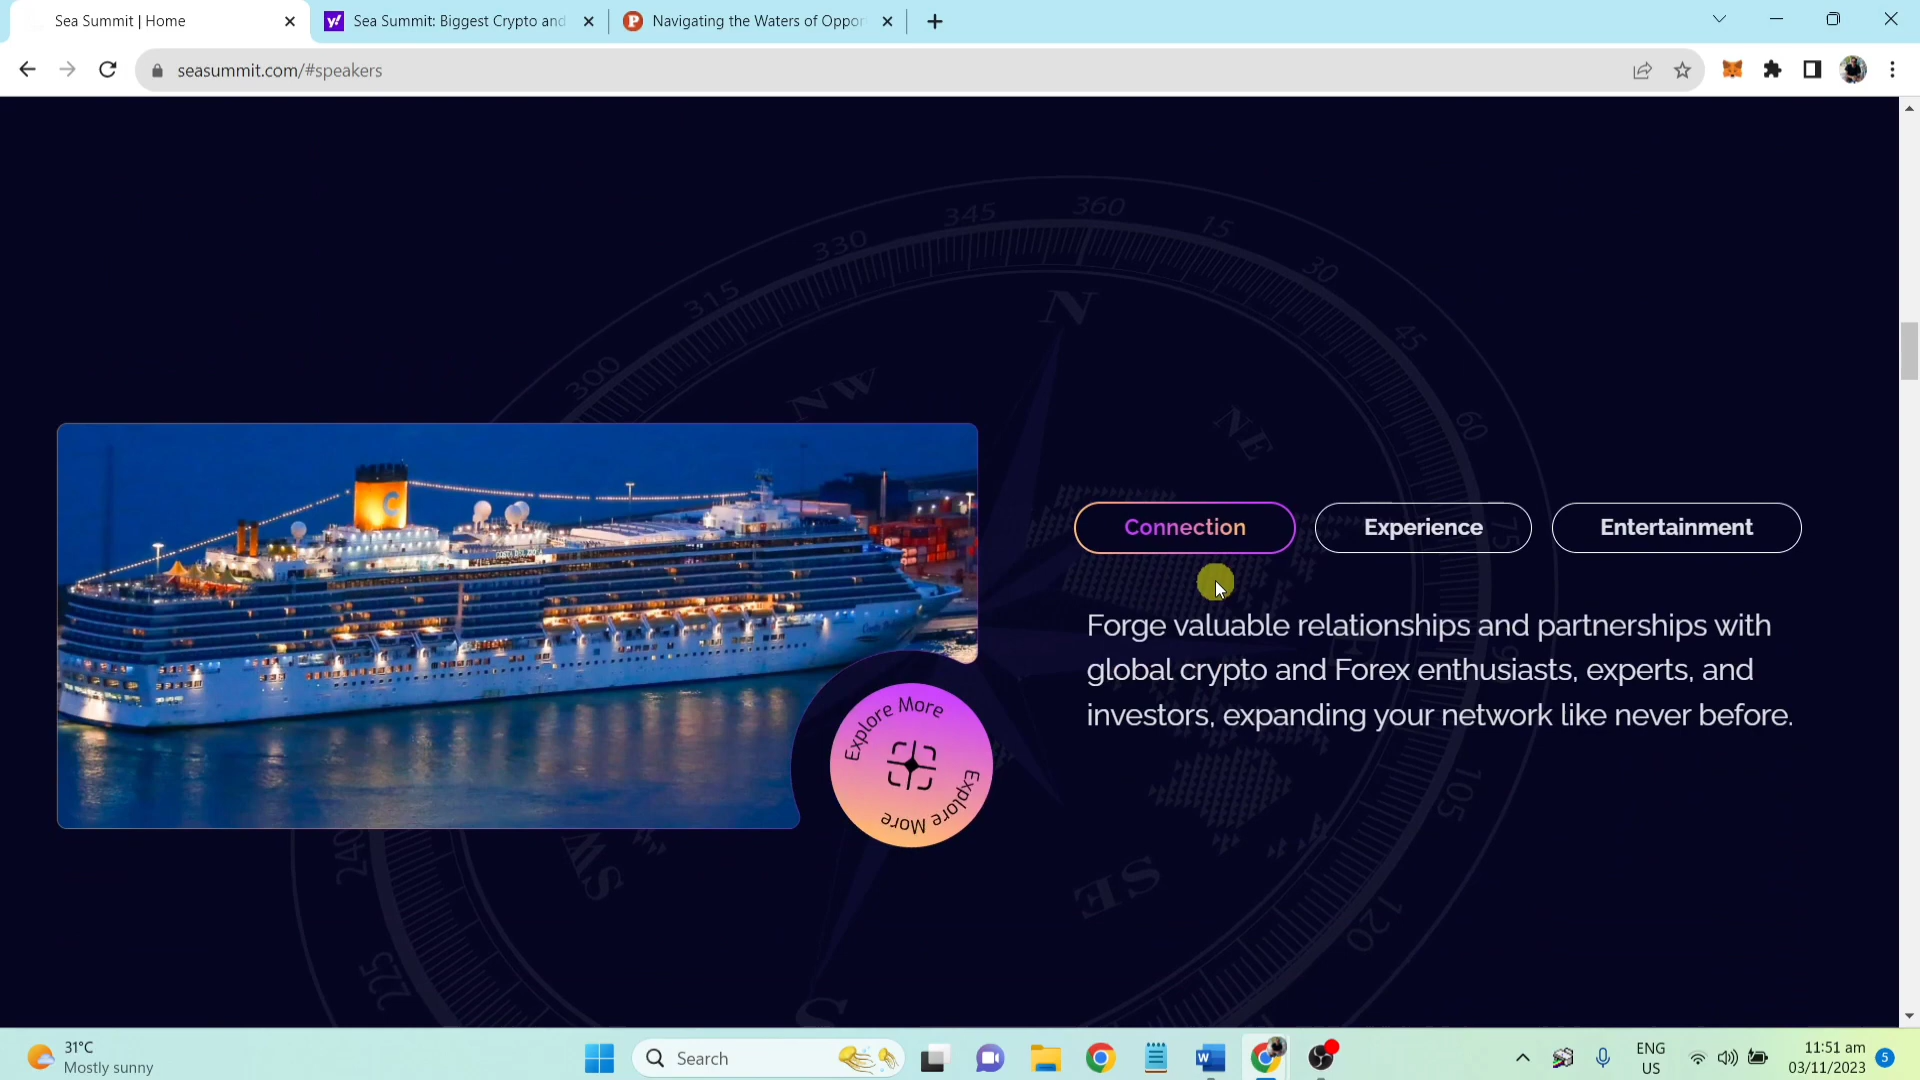 Sea Summit | Home
Sea Summit: Biggest Crypto and
Navigating the Waters of Oppor
seasummit.com/#speakers
345
360
15
330
30
315
N
45
300
NW
NE
60
C
Connection
Experience
Entertainment
75
Forge valuable relationships and partnerships with
global crypto and Forex enthusiasts, experts, and
investors, expanding your network like never before.
Explore More
Explore More
105
240
SW
SE
120
225
S
31°C
Mostly sunny
Search
ENG
US
11:51 am
03/11/2023
5